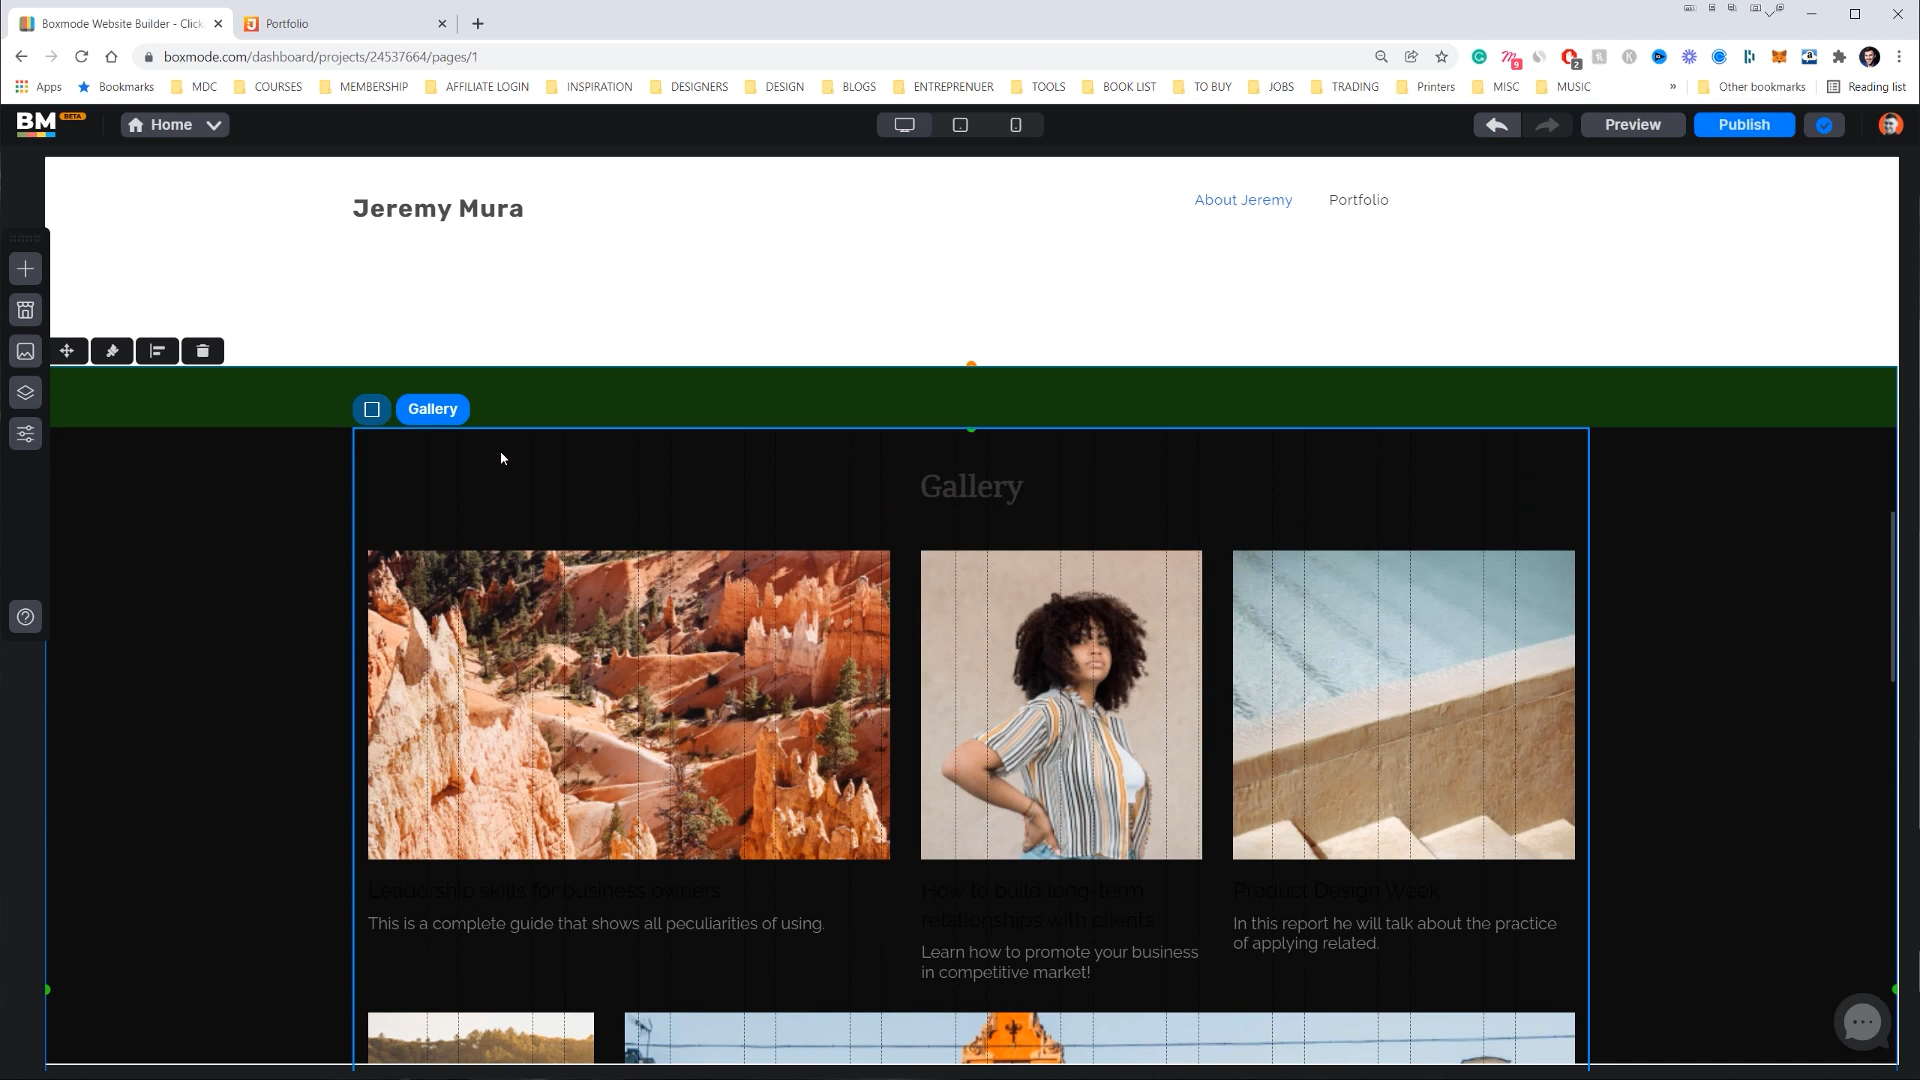 Boxmode Website Builder - Click
Portfolio
boxmode.com/dashboard/projects/24537664/pages/1
9
2
Apps
Bookmarks
MDC
COURSES
MEMBERSHIP
AFFILIATE LOGIN
INSPIRATION
DESIGNERS
DESIGN
BLOGS
ENTREPRENUER
TOOLS
BOOK LIST
TO BUY
JOBS
TRADING
Printers
MISC
MUSIC
»
Other bookmarks
Reading list
BM BETA
Home
Preview
Publish
Jeremy Mura
About Jeremy
Portfolio
Gallery
Gallery
Leadership skills for business owners
This is a complete guide that shows all peculiarities of using.
How to build long-term
relationships with clients
Learn how to promote your business
in competitive market!
Product Design Week
In this report he will talk about the practice
of applying related.